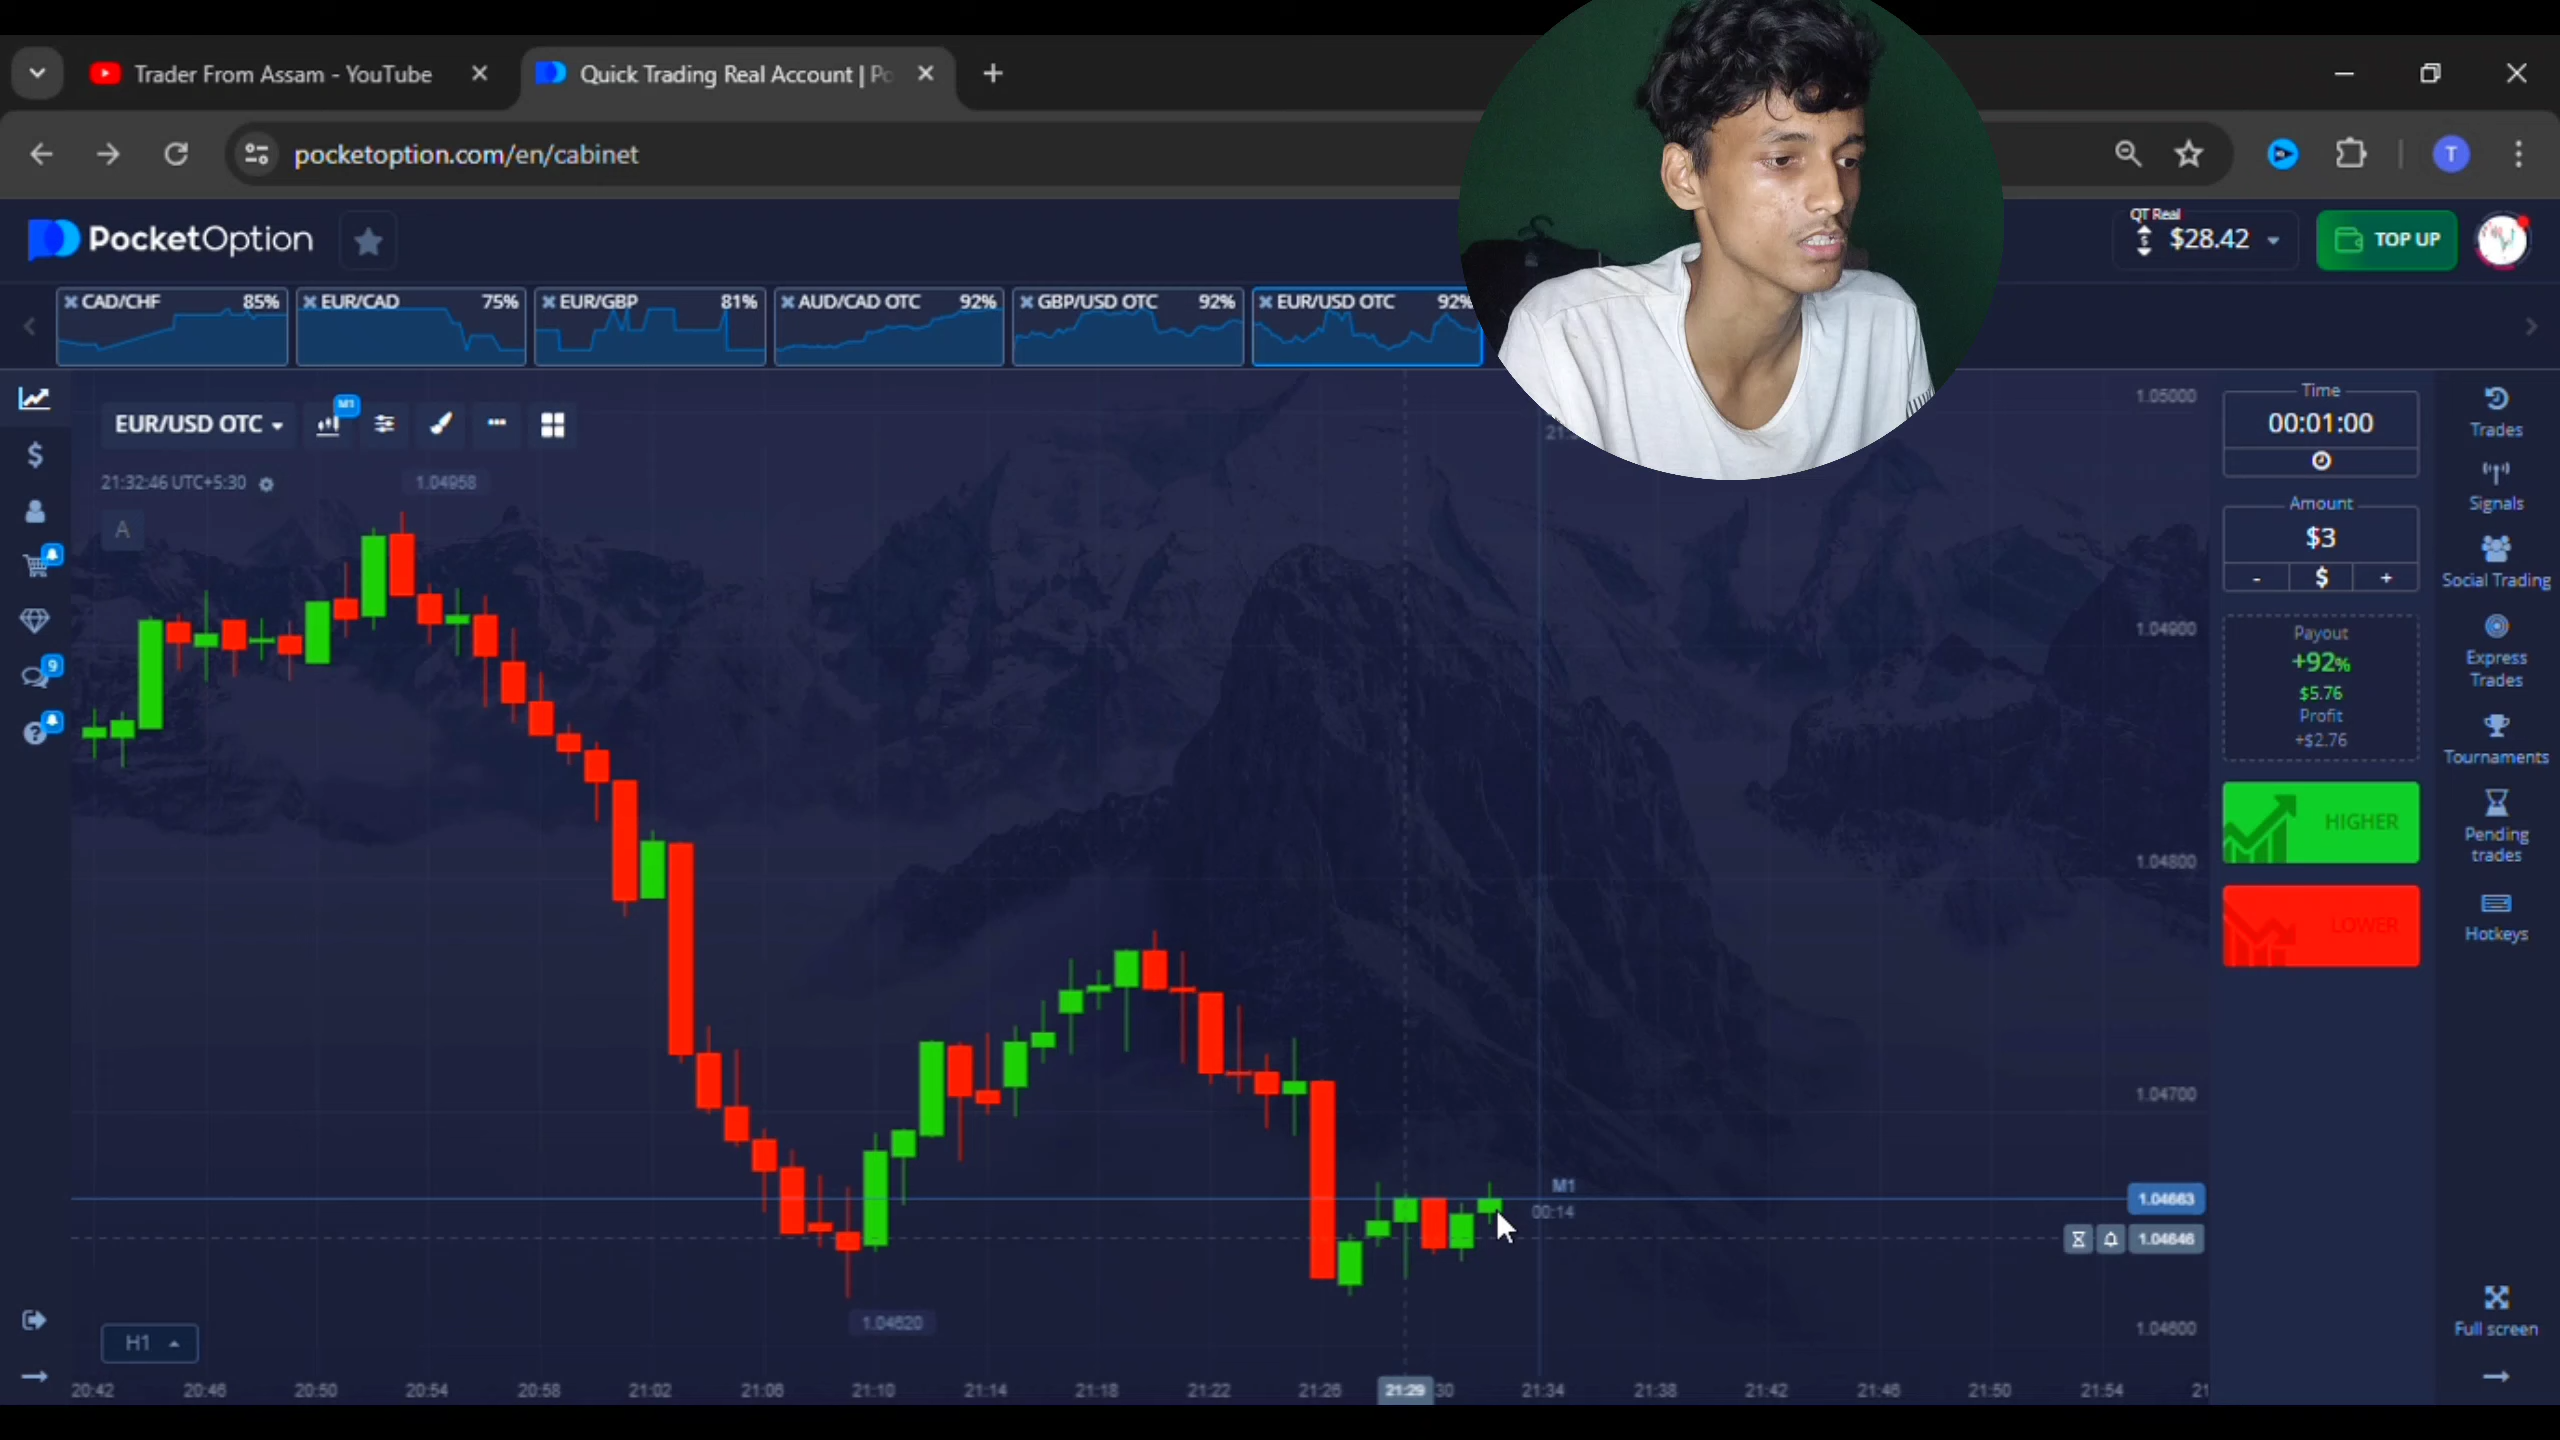 Trader From Assam - YouTube
Quick Trading Real Account | Po
pocketoption.com/en/cabinet
T
PocketOption
QT Real
$28.42
TOP UP
CAD/CHF 85%
EUR/CAD 75%
EUR/GBP 81%
AUD/CAD OTC 92%
GBP/USD OTC 92%
EUR/USD OTC 92%
EUR/USD OTC
M1
21:32:46 UTC+5:30
A
1.04958
1.05000
1.04900
1.04800
1.04700
M1
00:14
1.04663
1.04646
1.04620
1.04600
H1
9
20:42 20:46 20:50 20:54 20:58 21:02 21:06 21:10 21:14 21:18 21:22 21:26 21:29 30 21:34 21:38 21:42 21:46 21:50 21:54 21
Time
00:01:00
Amount
$3
- $ +
Payout
+92%
$5.76
Profit
+$2.76
HIGHER
LOWER
Trades
Signals
Social Trading
Express
Trades
Tournaments
Pending
trades
Hotkeys
Full screen